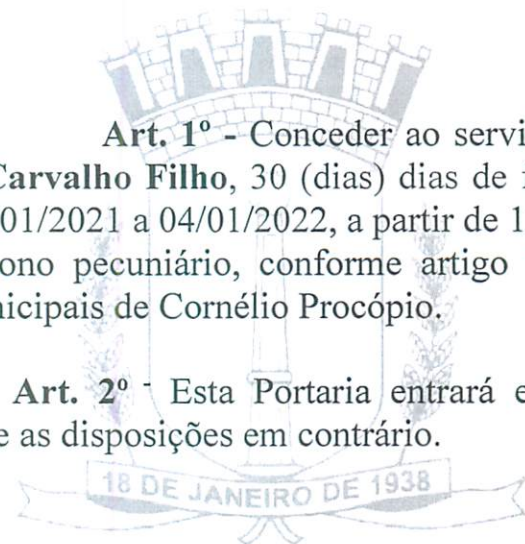 Art. 1º - Conceder ao servi
Carvalho Filho, 30 (dias) dias de
01/2021 a 04/01/2022, a partir de 1
ono pecuniário, conforme artigo
nicipais de Cornélio Procópio.
Art. 2º - Esta Portaria entrará e
e as disposições em contrário.
18 DE JANEIRO DE 1938